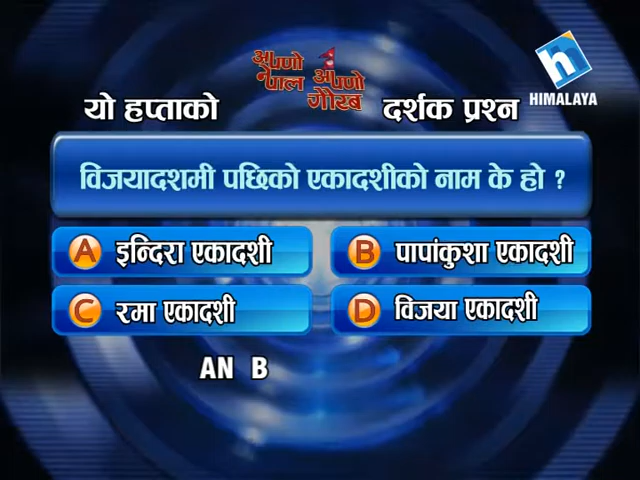 आफ्नो नेपाल
आफ्नो गौरब
HIMALAYA
यो हप्ताको दर्शक प्रश्न
विजयादशमी पछिको एकादशीको नाम के हो ?
A इन्दिरा एकादशी
B पापांकुशा एकादशी
C रमा एकादशी
D विजया एकादशी
AN B